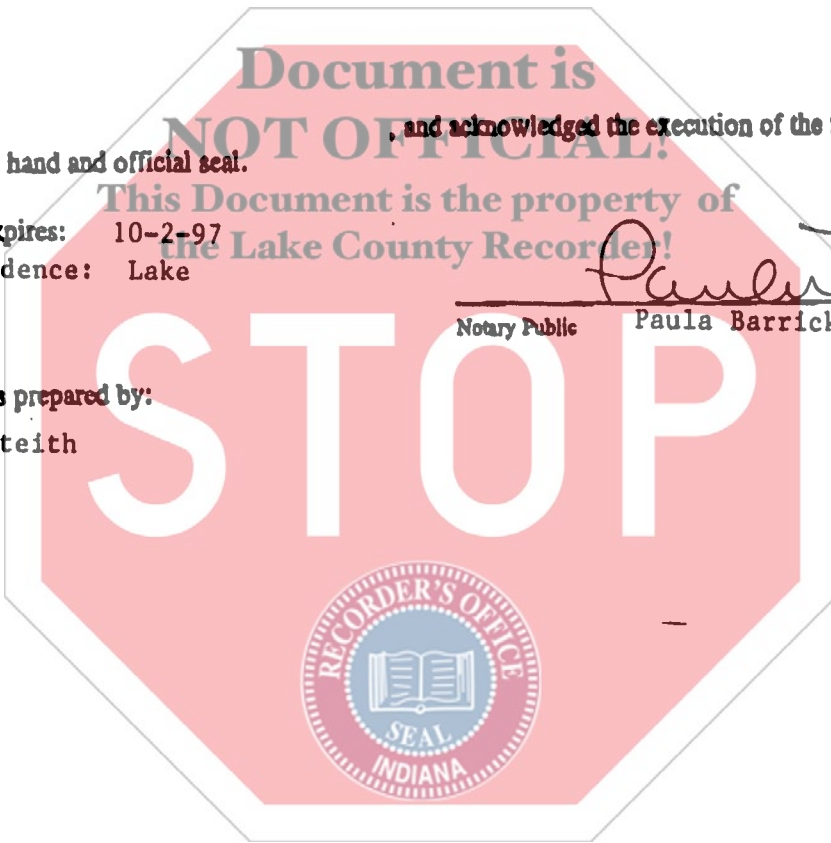 Document is
NOT OFFICIAL!
, and acknowledged the execution of the
hand and official seal.
This Document is the property of
pires: 10-2-97
the Lake County Recorder!
dence: Lake
Paula
Notary Public Paula Barrick
STOP
s prepared by:
teith
RECORDER'S OFFICE
SEAL
INDIANA